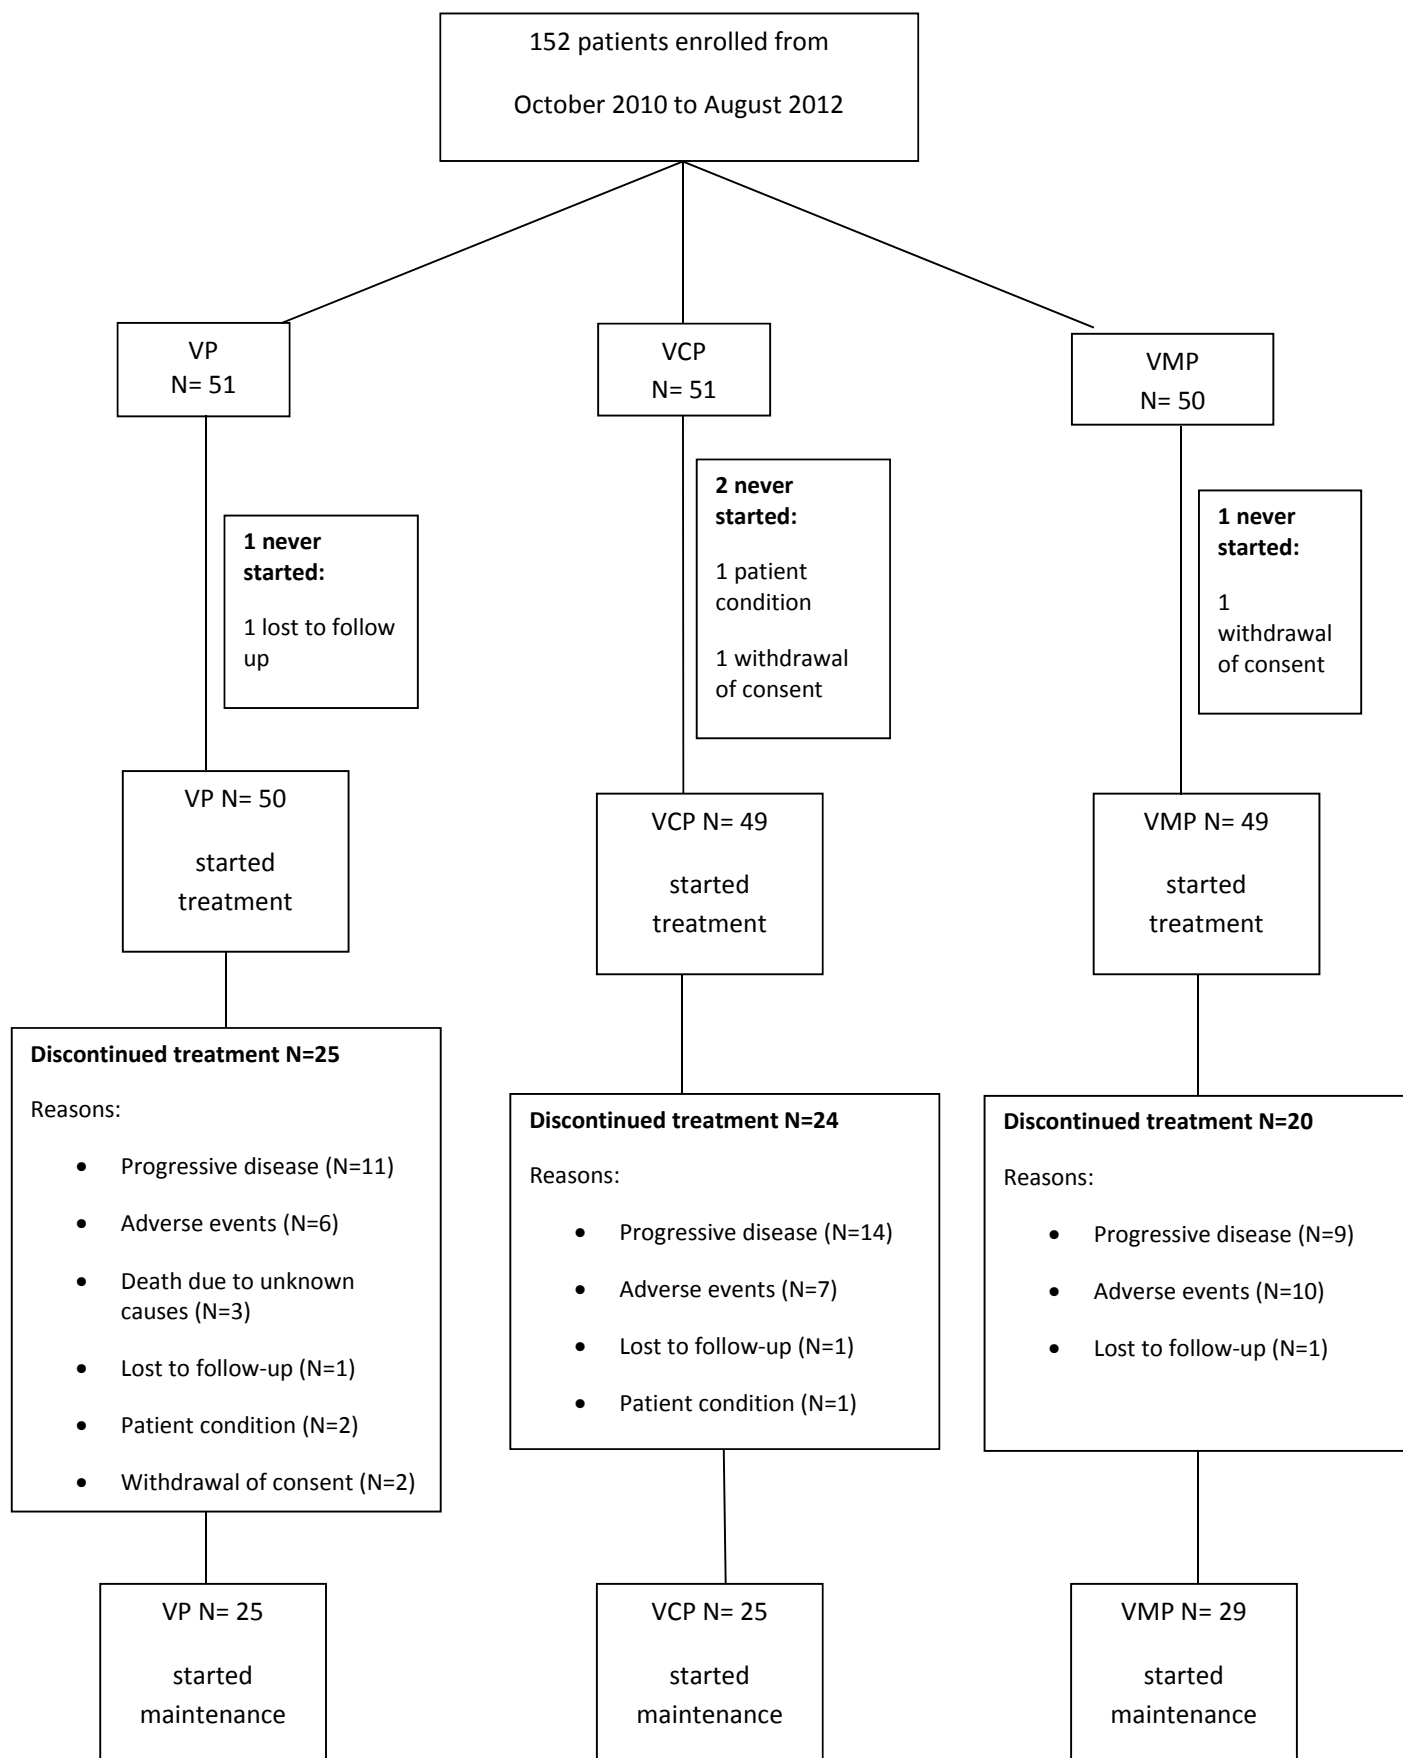 152 patients enrolled from
October 2010 to August 2012
VP
N= 51
VCP
N= 51
VMP
N= 50
1 never
started:
1 lost to follow
up
2 never
started:
1 patient
condition
1 withdrawal
of consent
1 never
started:
1
withdrawal
of consent
VP N= 50
started
treatment
VCP N= 49
started
treatment
VMP N= 49
started
treatment
Discontinued treatment N=25
Reasons:
• Progressive disease (N=11)
• Adverse events (N=6)
• Death due to unknown
causes (N=3)
• Lost to follow-up (N=1)
• Patient condition (N=2)
• Withdrawal of consent (N=2)
Discontinued treatment N=24
Reasons:
• Progressive disease (N=14)
• Adverse events (N=7)
• Lost to follow-up (N=1)
• Patient condition (N=1)
Discontinued treatment N=20
Reasons:
• Progressive disease (N=9)
• Adverse events (N=10)
• Lost to follow-up (N=1)
VP N= 25
started
maintenance
VCP N= 25
started
maintenance
VMP N= 29
started
maintenance